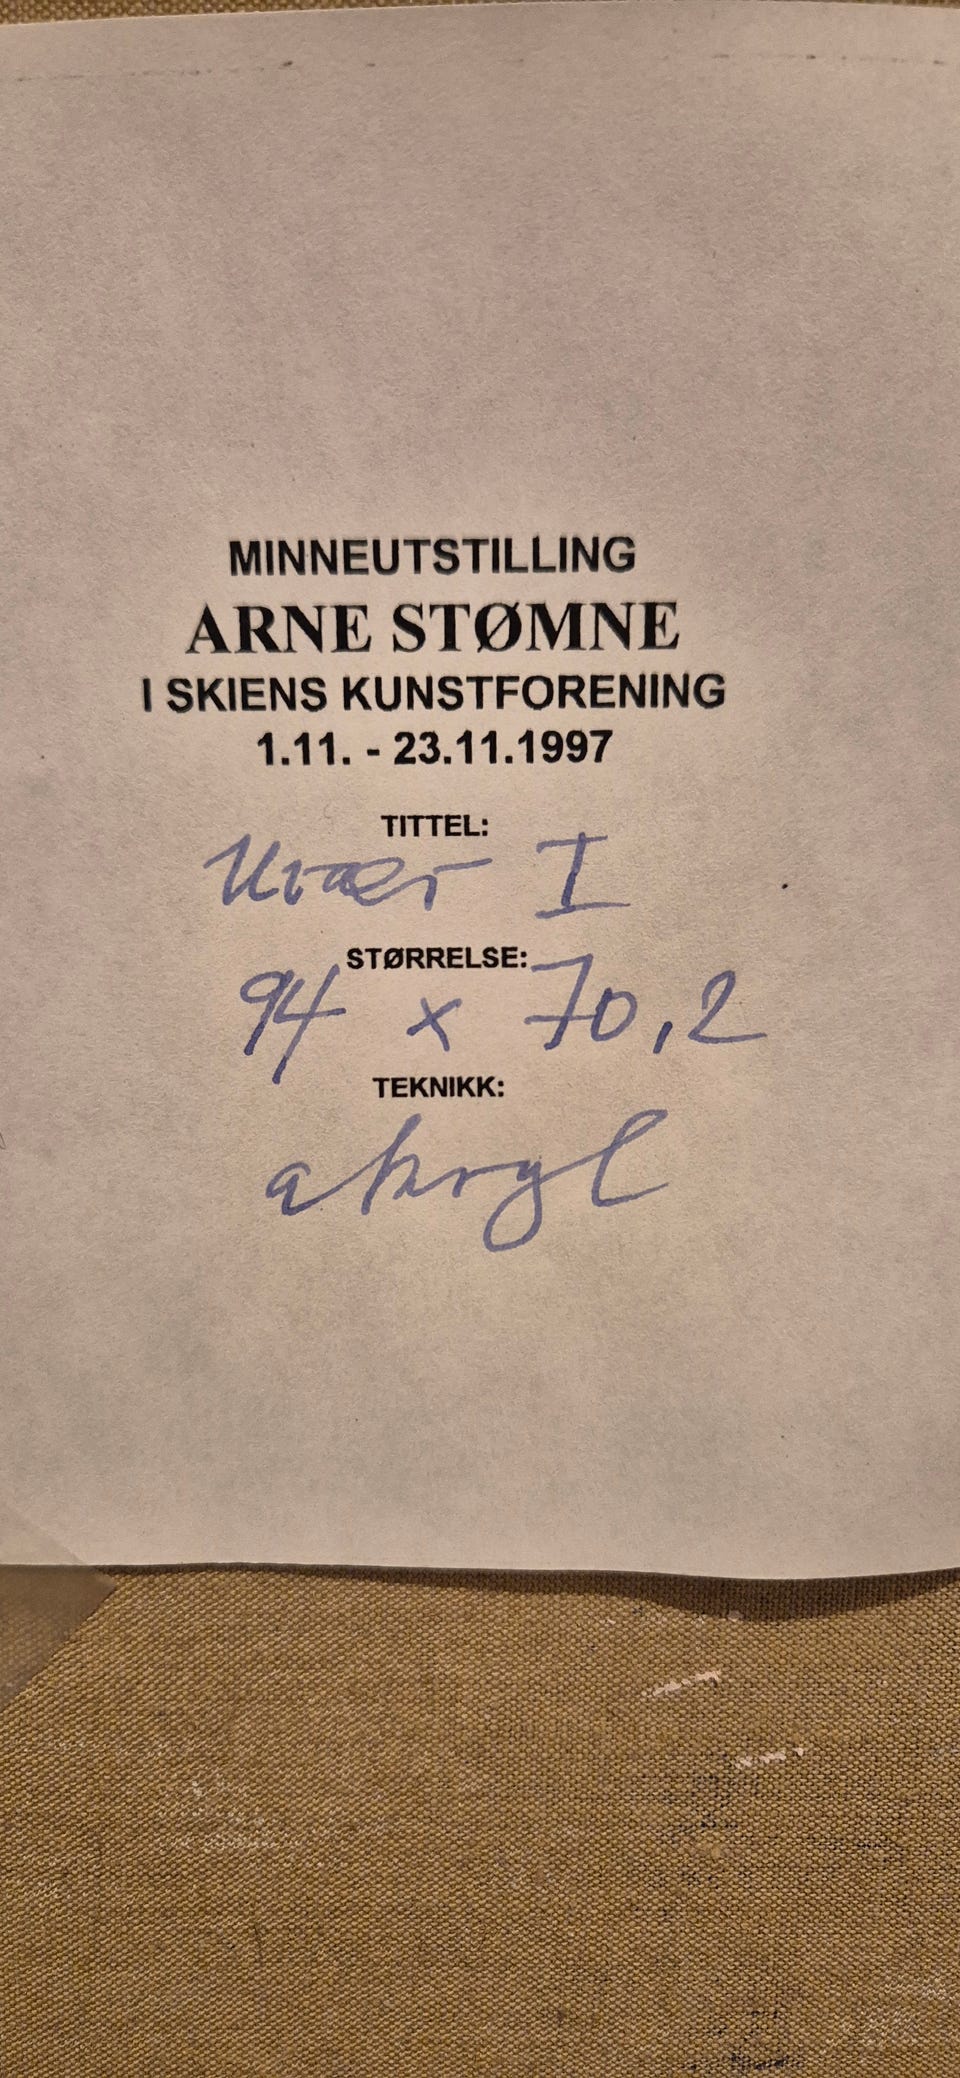 MINNEUTSTILLING
ARNE STØMNE
I SKIENS KUNSTFORENING
1.11. - 23.11.1997
TITTEL:
Uvær I
STØRRELSE:
94 x 70,2
TEKNIKK:
akryl